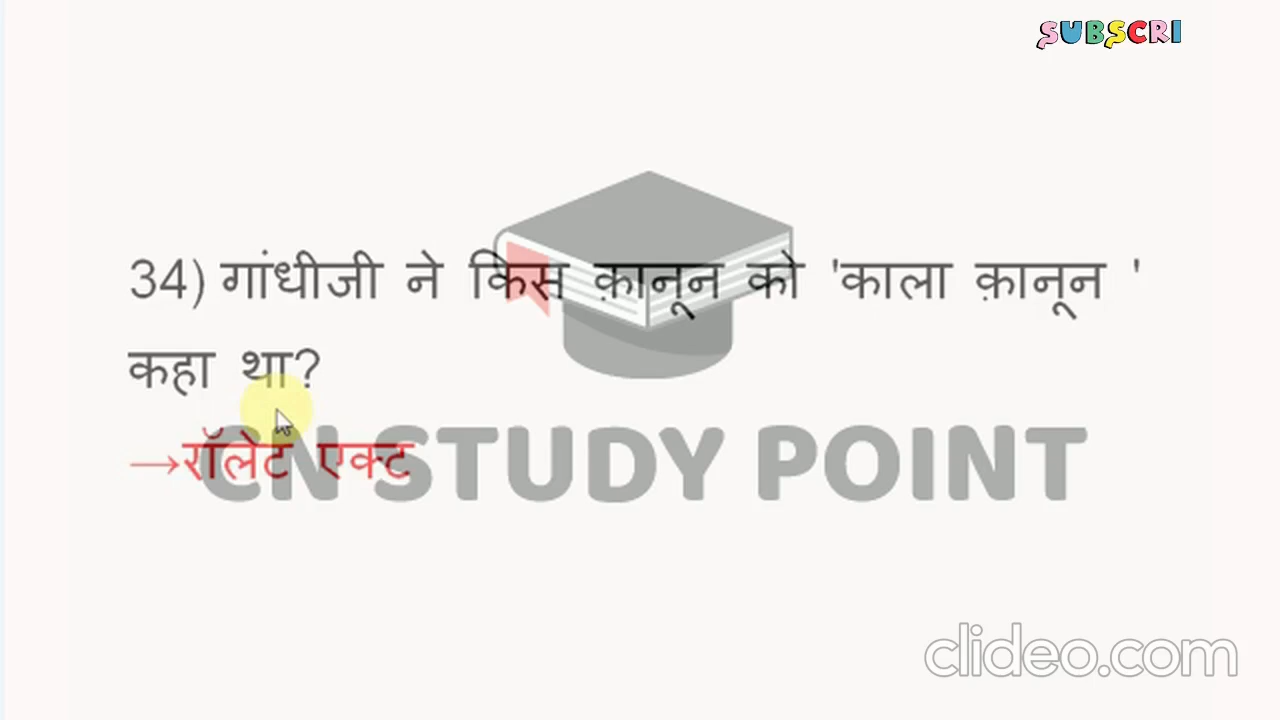 SUBSCRI
34) गांधीजी ने किस क़ानून को 'काला क़ानून '
कहा था?
→रॉलेट एक्ट
CN STUDY POINT
clideo.com